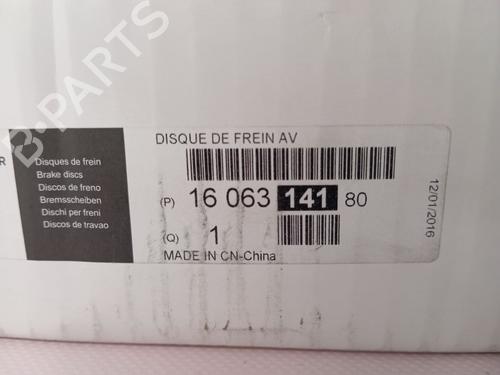 B-PARTS
DISQUE DE FREIN AV
R
Disques de frein
Brake discs
Discos de freno
Bremsscheiben
Dischi per freni
Discos de travao
(P) 16 063 141 80
(Q) 1
MADE IN CN-China
12/01/2016